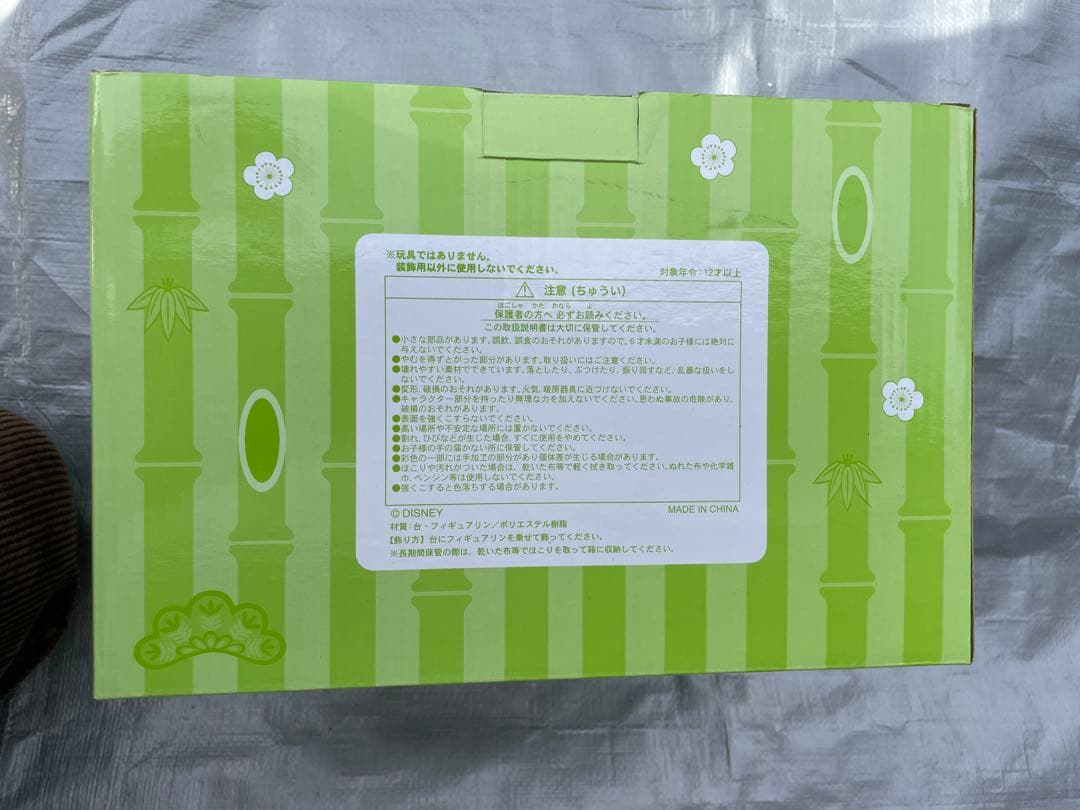 ※玩具ではありません。
装飾用以外に使用しないでください。
対象年令:12才以上
注意 (ちゅうい)
ほごしゃ かた かなら よ
保護者の方へ 必ずお読みください。
この取扱説明書は大切に保管してください。
●小さな部品があります。誤飲、誤食のおそれがありますので、6才未満のお子様には絶対に
与えないでください。
●やむを得ずとがった部分があります。取り扱いにはご注意ください。
●壊れやすい素材でできています。落としたり、ぶつけたり、振り回すなど、乱暴な扱いをし
ないでください。
●変形、破損のおそれがあります。火気、暖房器具に近づけないでください。
●キャラクター部分を持ったり無理な力を加えないでください。思わぬ事故の危険があり、
破損のおそれがあります。
●表面を強くこすらないでください。
●高い場所や不安定な場所には置かないでください。
●割れ、ひびなどが生じた場合、すぐに使用をやめてください。
●お子様の手の届かない所に保管してください。
●彩色の一部には手加工の部分があり個体差が生じる場合があります。
●ほこりや汚れがついた場合は、乾いた布等で軽く拭き取ってください。ぬれた布や化学雑
巾、ベンジン等は使用しないでください。
●強くこすると色落ちする場合があります。
© DISNEY
MADE IN CHINA
材質:台・フィギュアリン/ポリエステル樹脂
【飾り方】台にフィギュアリンを乗せて飾ってください。
※長期間保管の際は、乾いた布等でほこりを取って箱に収納してください。